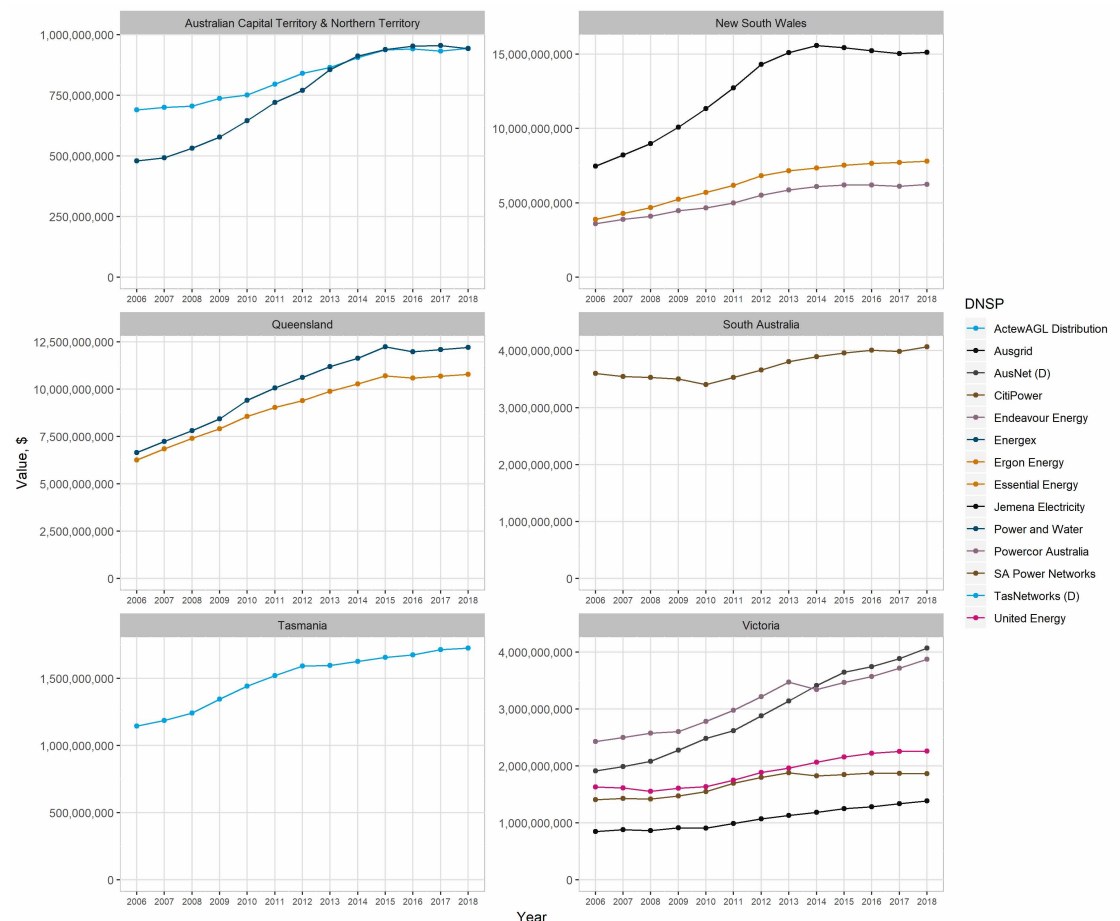 Australian Capital Territory & Northern Territory
1,000,000,000
750,000,000
500,000,000
250,000,000
0
2006 2007 2008 2009 2010 2011 2012 2013 2014 2015 2016 2017 2018
New South Wales
15,000,000,000
10,000,000,000
5,000,000,000
0
2006 2007 2008 2009 2010 2011 2012 2013 2014 2015 2016 2017 2018
Value, $
Queensland
12,500,000,000
10,000,000,000
7,500,000,000
5,000,000,000
2,500,000,000
0
2006 2007 2008 2009 2010 2011 2012 2013 2014 2015 2016 2017 2018
South Australia
4,000,000,000
3,000,000,000
2,000,000,000
1,000,000,000
0
2006 2007 2008 2009 2010 2011 2012 2013 2014 2015 2016 2017 2018
Tasmania
1,500,000,000
1,000,000,000
500,000,000
0
2006 2007 2008 2009 2010 2011 2012 2013 2014 2015 2016 2017 2018
Victoria
4,000,000,000
3,000,000,000
2,000,000,000
1,000,000,000
0
2006 2007 2008 2009 2010 2011 2012 2013 2014 2015 2016 2017 2018
Year
DNSP
ActewAGL Distribution
Ausgrid
AusNet (D)
CitiPower
Endeavour Energy
Energex
Ergon Energy
Essential Energy
Jemena Electricity
Power and Water
Powercor Australia
SA Power Networks
TasNetworks (D)
United Energy